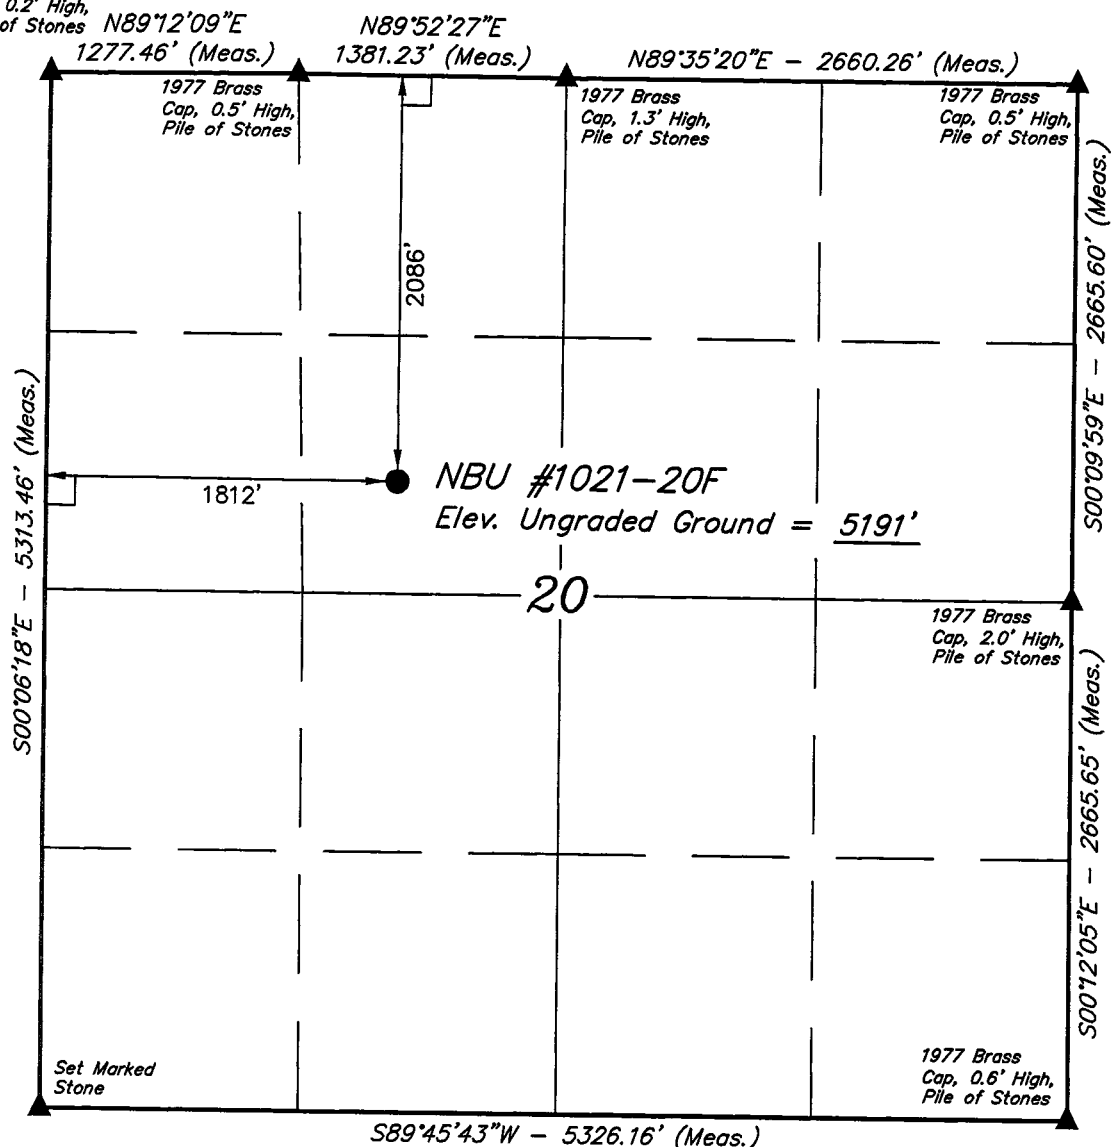 0.2' High,
of Stones
N89°12'09"E
1277.46' (Meas.)
N89°52'27"E
1381.23' (Meas.)
N89°35'20"E – 2660.26' (Meas.)
1977 Brass
Cap, 0.5' High,
Pile of Stones
1977 Brass
Cap, 1.3' High,
Pile of Stones
1977 Brass
Cap, 0.5' High,
Pile of Stones
2086'
S00°09'59"E – 2665.60' (Meas.)
S00°06'18"E – 5313.46' (Meas.)
1812'
NBU #1021-20F
Elev. Ungraded Ground = 5191'
20
1977 Brass
Cap, 2.0' High,
Pile of Stones
S00°12'05"E – 2665.65' (Meas.)
Set Marked
Stone
1977 Brass
Cap, 0.6' High,
Pile of Stones
S89°45'43"W – 5326.16' (Meas.)